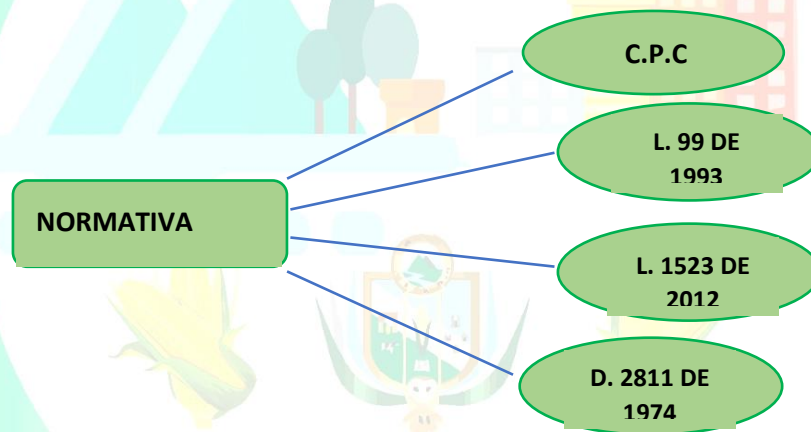 C.P.C
L. 99 DE
1993
NORMATIVA
L. 1523 DE
2012
D. 2811 DE
1974